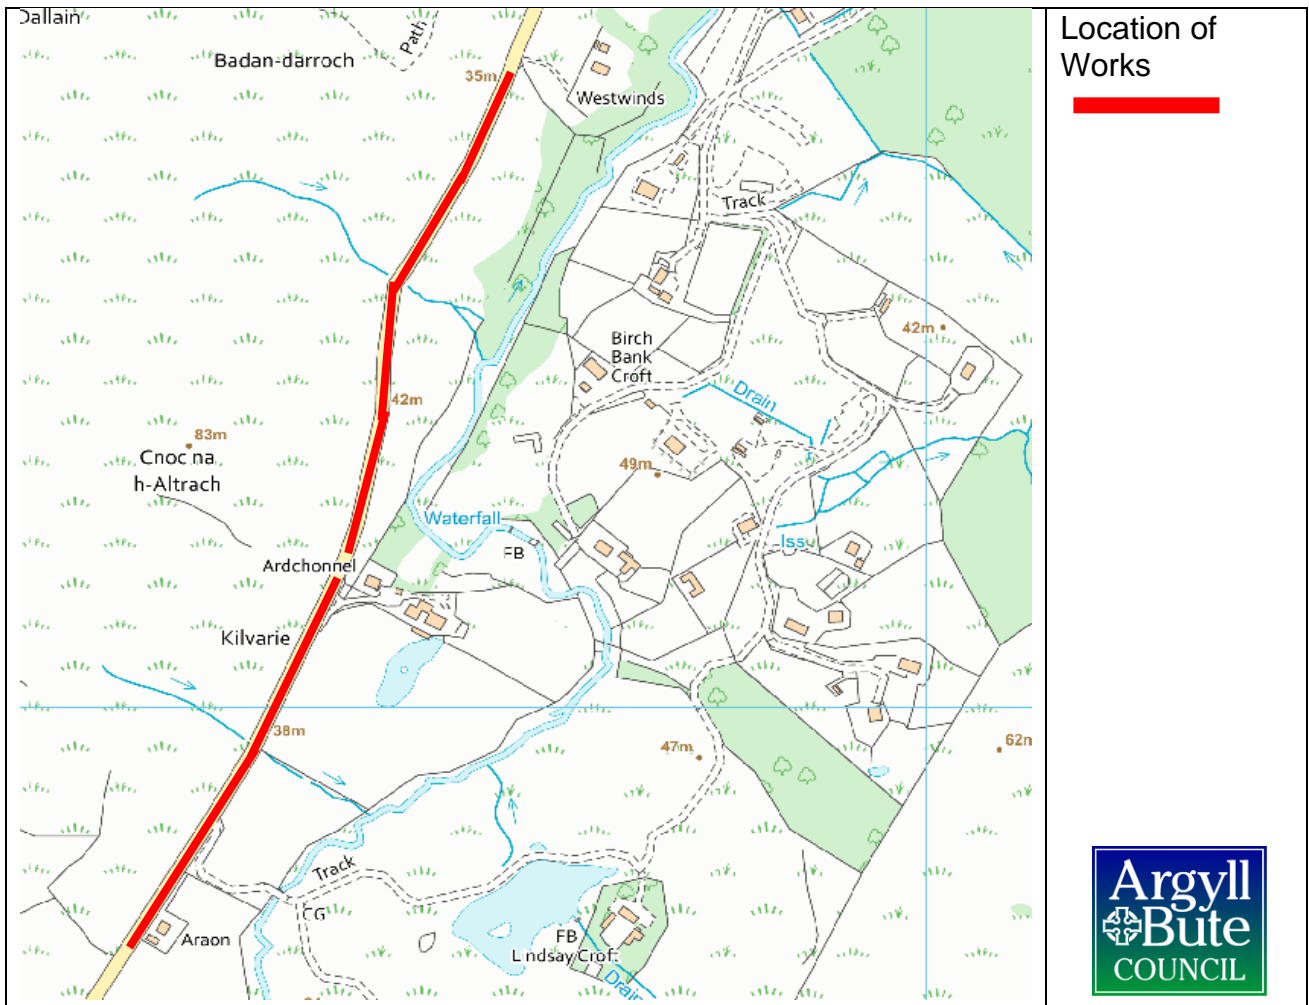 Dallain
Path
Badan-darroch
35m
Westwinds
Track
Birch
Bank
Croft
42m
Drain
42m
83m
Cnoc na
h-Altrach
49m
Waterfall
FB
Iss
Ardchonnel
Kilvarie
38m
47m
Track
CG
Araon
FB
Lindsay Croft
Drain
Location of
Works
Argyll
Bute
COUNCIL